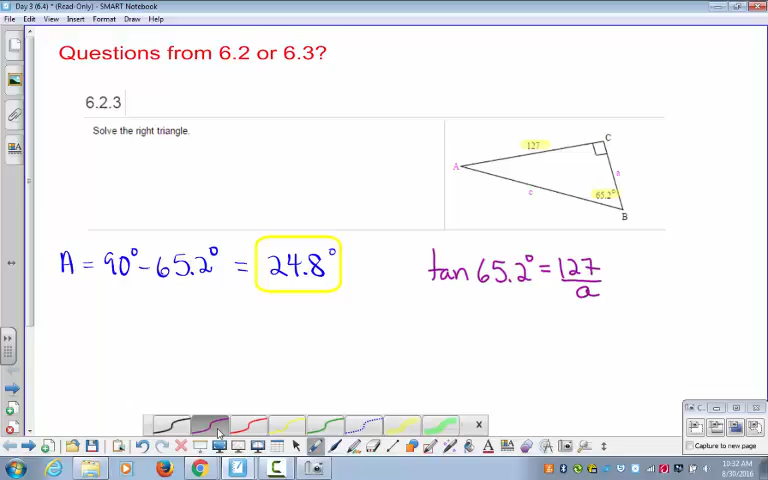 Day 3 (6.4) * (Read-Only) - SMART Notebook
File Edit View Insert Format Draw Help
Questions from 6.2 or 6.3?
6.2.3
Solve the right triangle.
C
127
A
a
c
65.2°
B
A = 90° - 65.2° = 24.8°
tan 65.2° = 127/a
Capture to new page
10:32 AM
8/30/2016